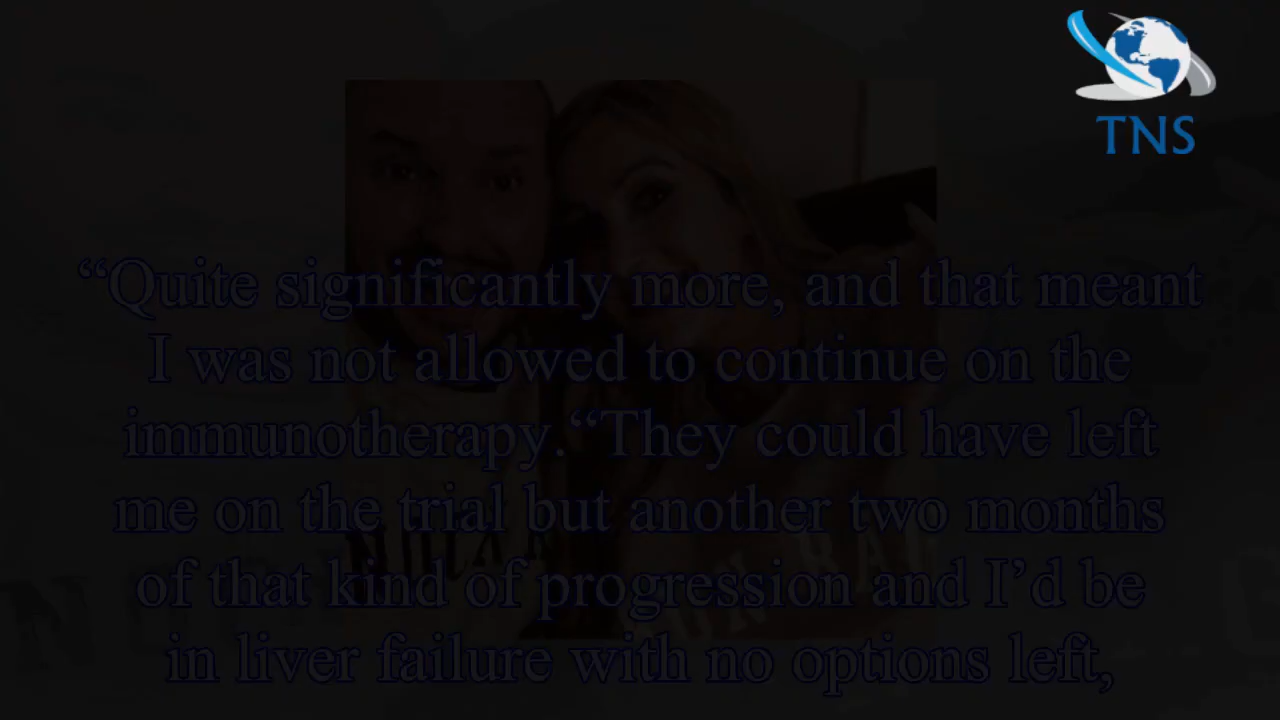 TNS
“Quite significantly more, and that meant
I was not allowed to continue on the
immunotherapy.“They could have left
me on the trial but another two months
of that kind of progression and I’d be
in liver failure with no options left,